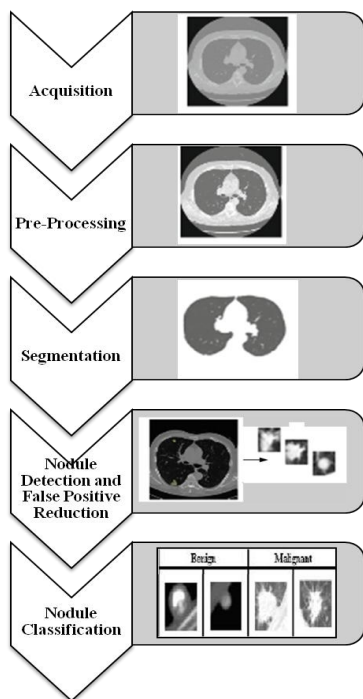 Acquisition
Pre-Processing
Segmentation
Nodule
Detection and
False Positive
Reduction
Benign
Malignant
Nodule
Classification